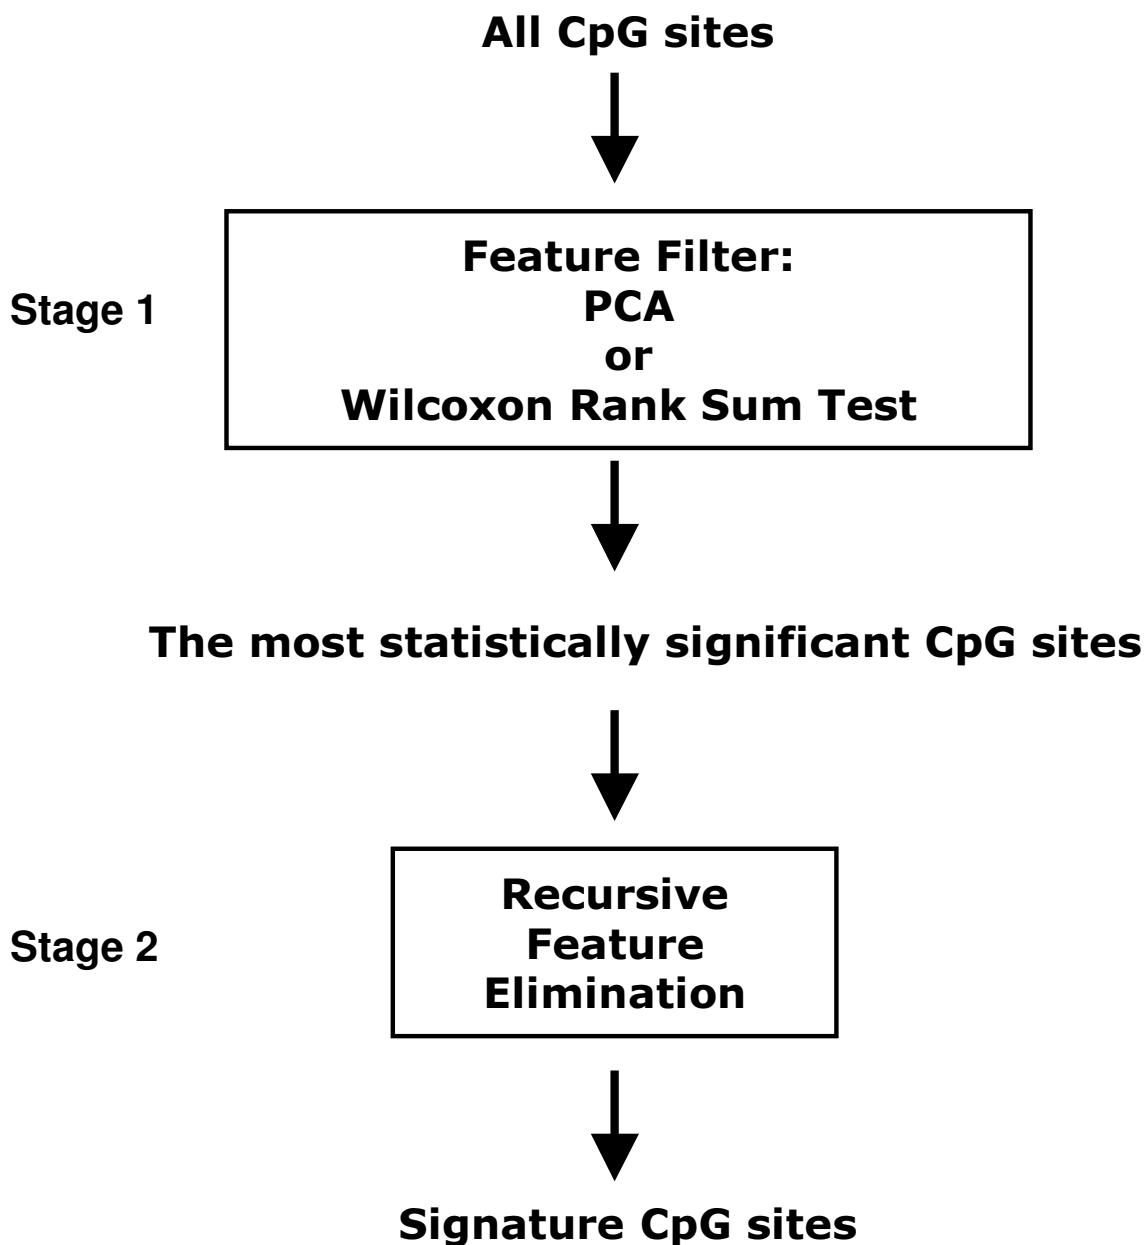 All CpG sites
Stage 1
Feature Filter:
PCA
or
Wilcoxon Rank Sum Test
The most statistically significant CpG sites
Stage 2
Recursive
Feature
Elimination
Signature CpG sites